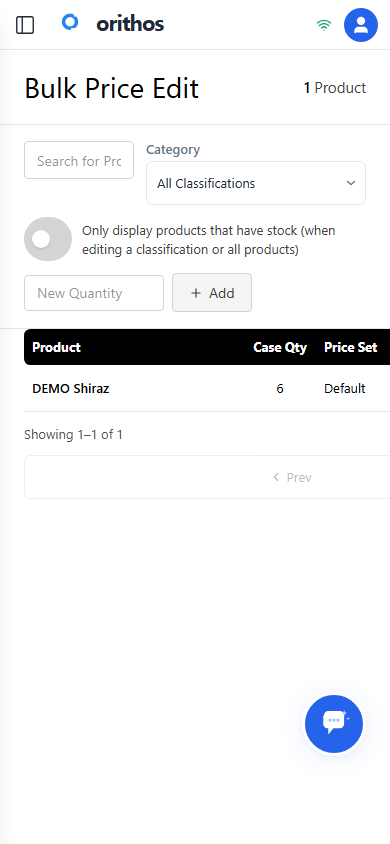 orithos
Bulk Price Edit
1 Product
Category
Search for Prc
All Classifications
Only display products that have stock (when
editing a classification or all products)
New Quantity
+ Add
Product Case Qty Price Set
DEMO Shiraz 6 Default
Showing 1–1 of 1
Prev